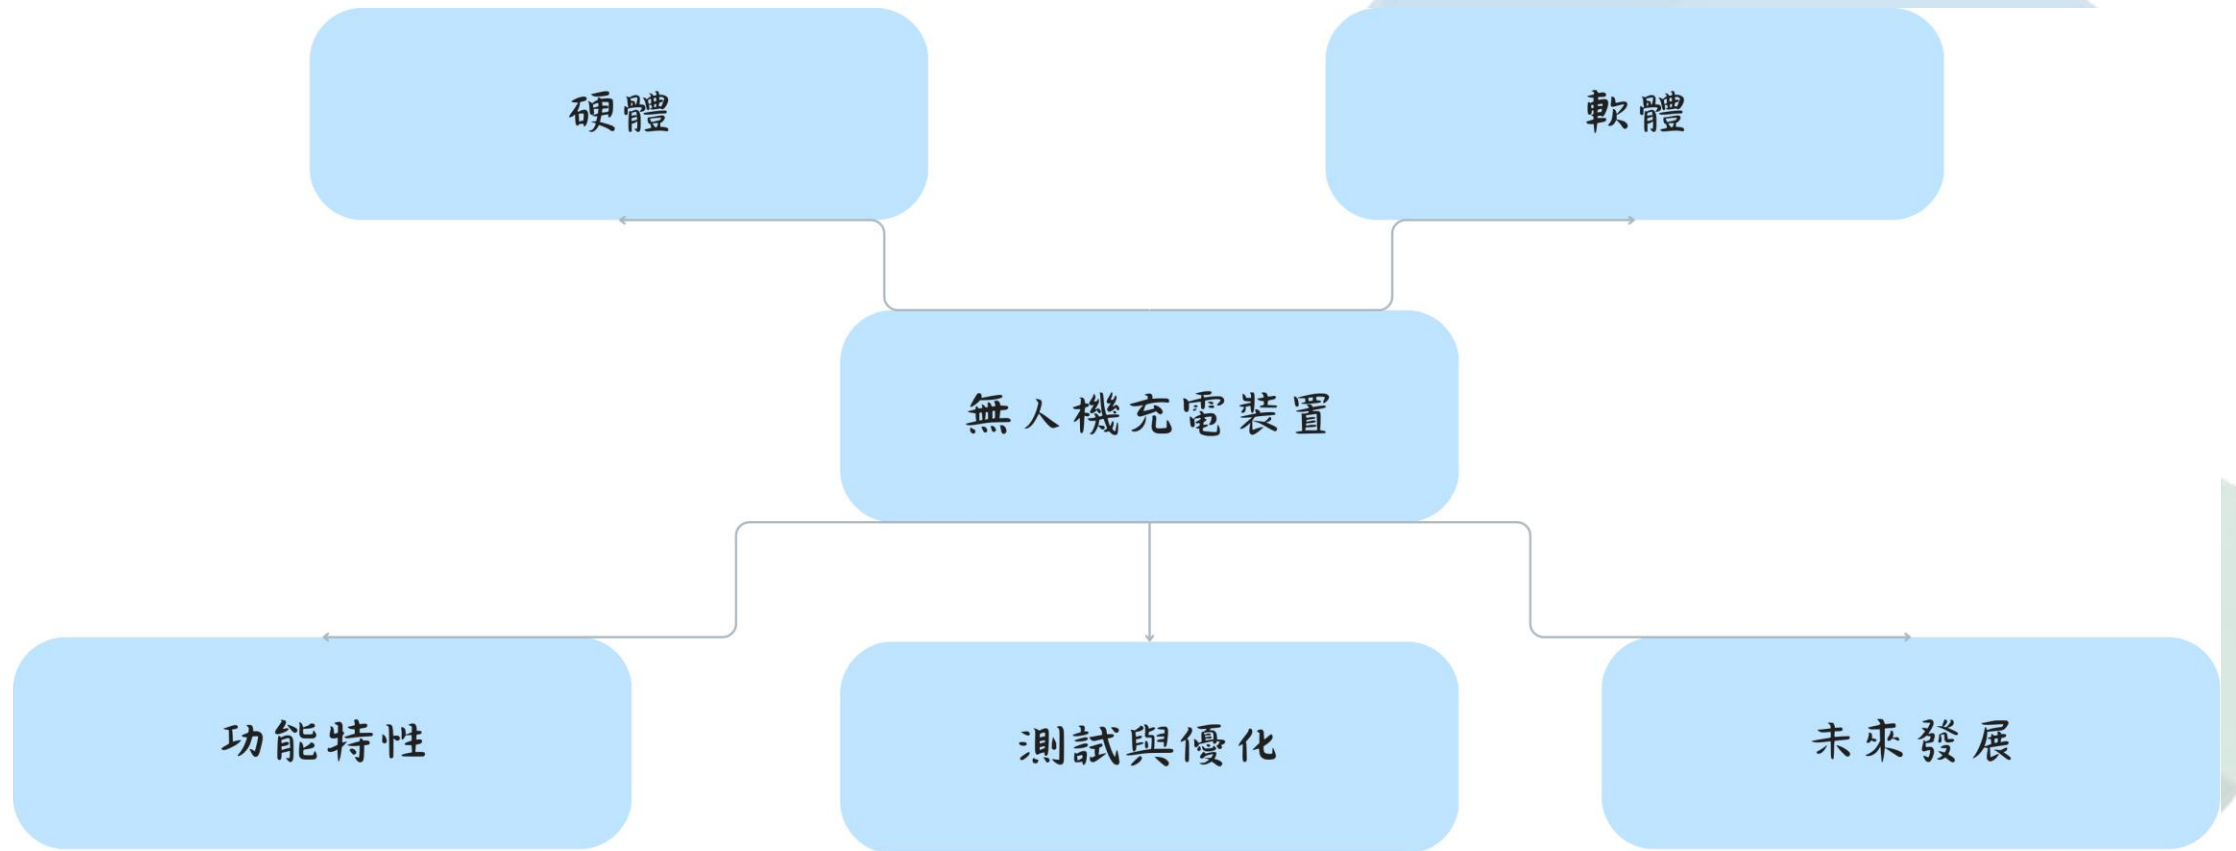 硬體
軟體
無人機充電裝置
功能特性
測試與優化
未來發展